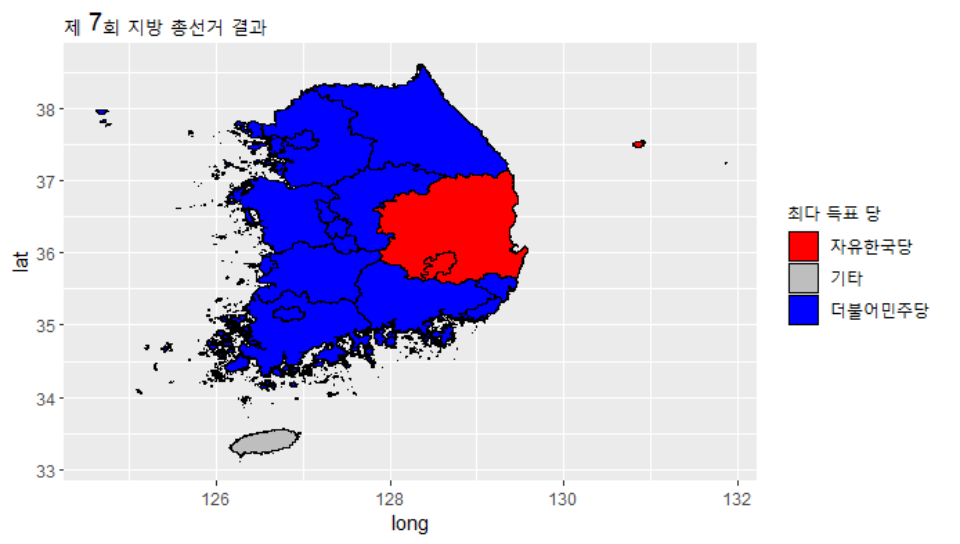 제 7회 지방 총선거 결과
38
37
36
35
34
33
lat
126
128
130
132
long
최다 득표 당
자유한국당
기타
더불어민주당